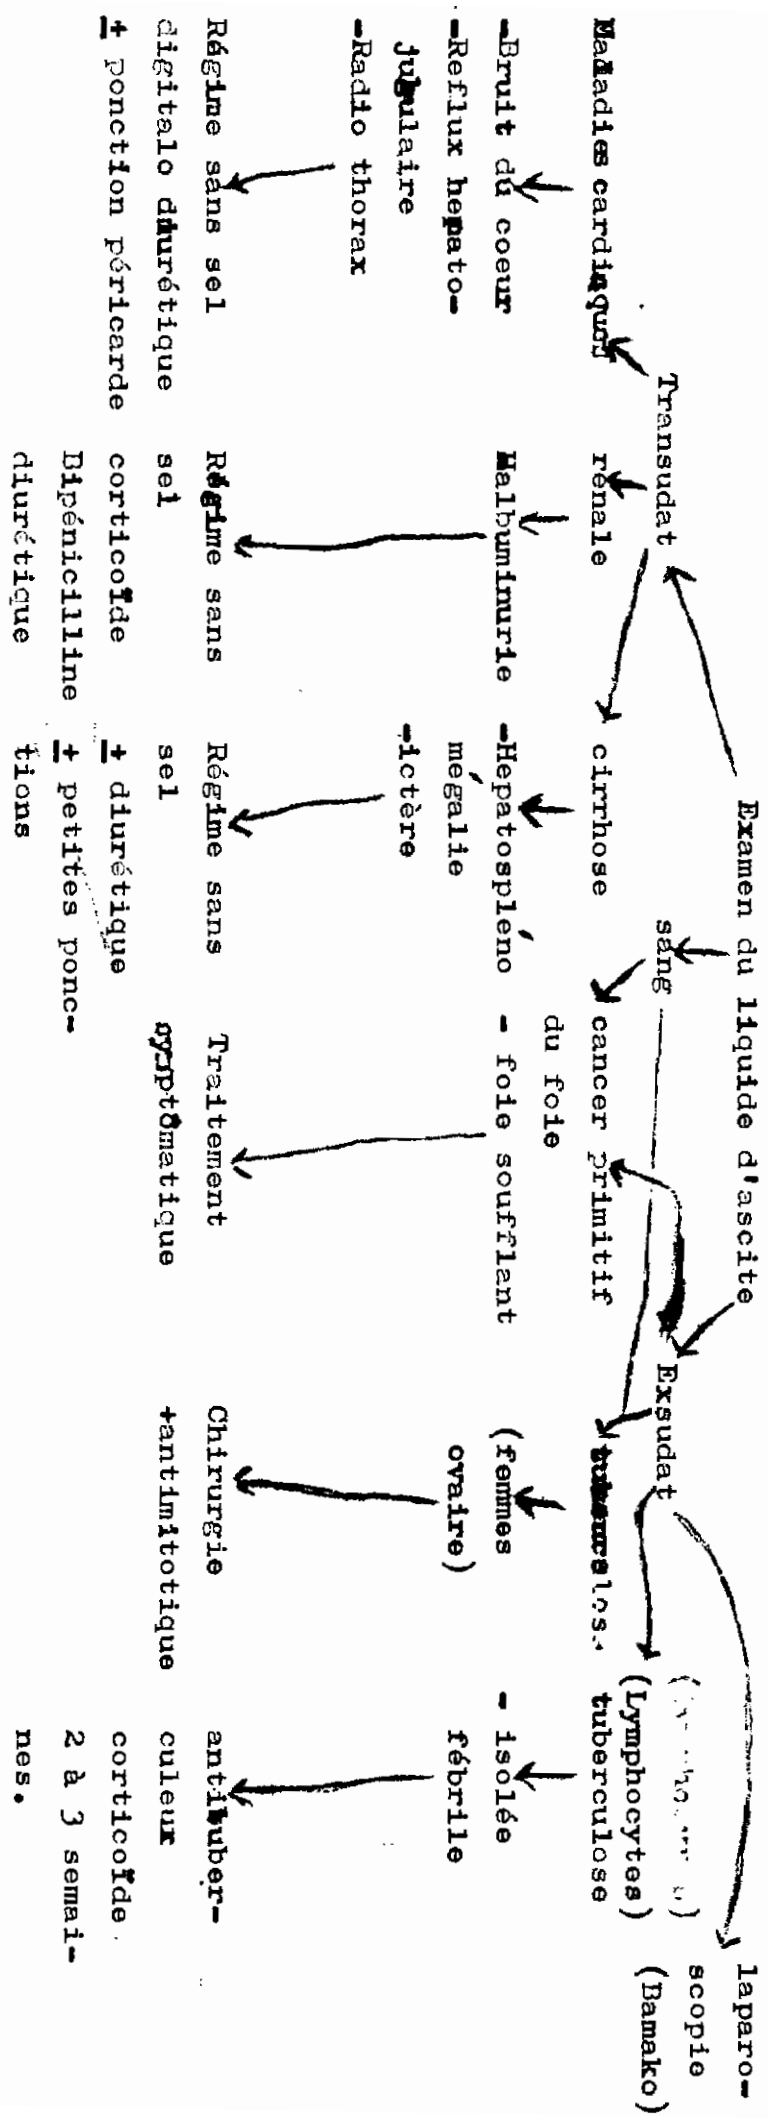 Examen du liquide d'ascite
Transudat
sang
Exsudat
laparo-
scopie
(Bamako)
(Lymphocytes)
Maladies cardiaques
-Bruit du coeur
-Reflux hepato-
jugulaire
-Radio thorax
Régime sans sel
digitalo diurétique
± ponction péricarde
rénale
Halbuminurie
Régime sans
sel
corticoïde
Bipénicilline
diurétique
cirrhose
-Hepatospléno
mégalie
-ictère
Régime sans
sel
± diurétique
± petites ponc-
tions
cancer primitif
du foie
- foie soufflant
Traitement
symptômatique
(femmes
ovaire)
Chirurgie
+antimitotique
tuberculose
- isolée
fébrile
antituber-
culeur
corticoïde
2 à 3 semai-
nes.